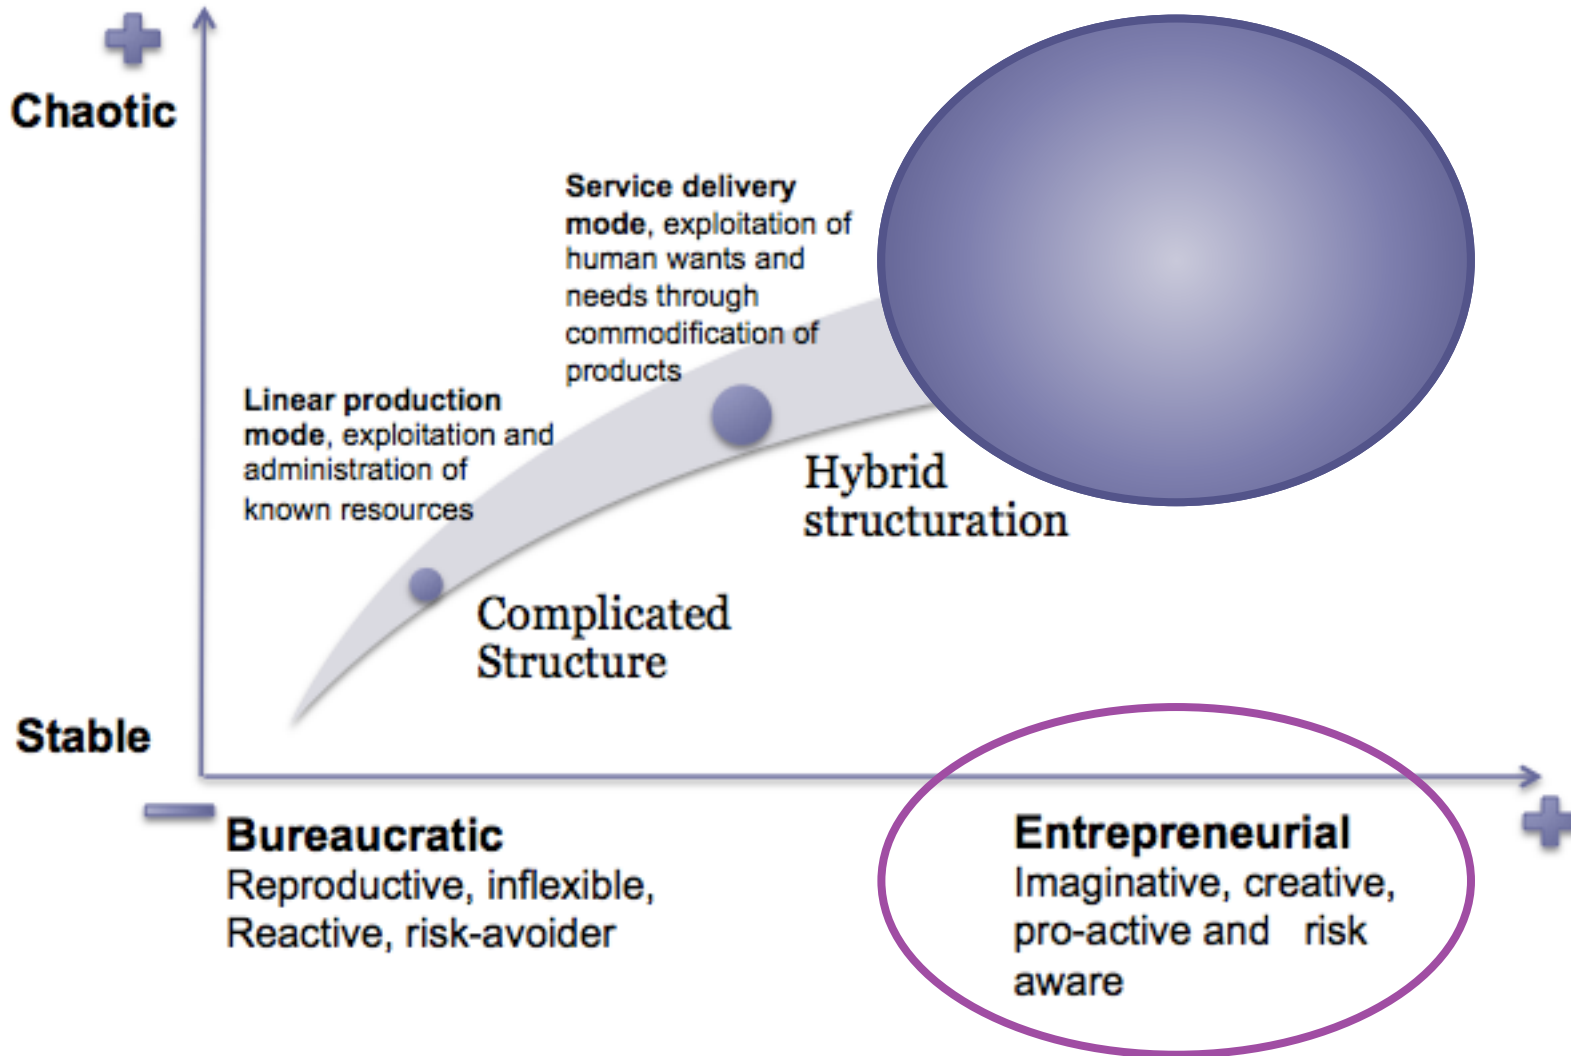 Chaotic
Service delivery
mode, exploitation of
human wants and
needs through
commodification of
products
Linear production
mode, exploitation and
administration of
known resources
Hybrid
structuration
Complicated
Structure
Stable
Bureaucratic
Reproductive, inflexible,
Reactive, risk-avoider
Entrepreneurial
Imaginative, creative,
pro-active and risk
aware